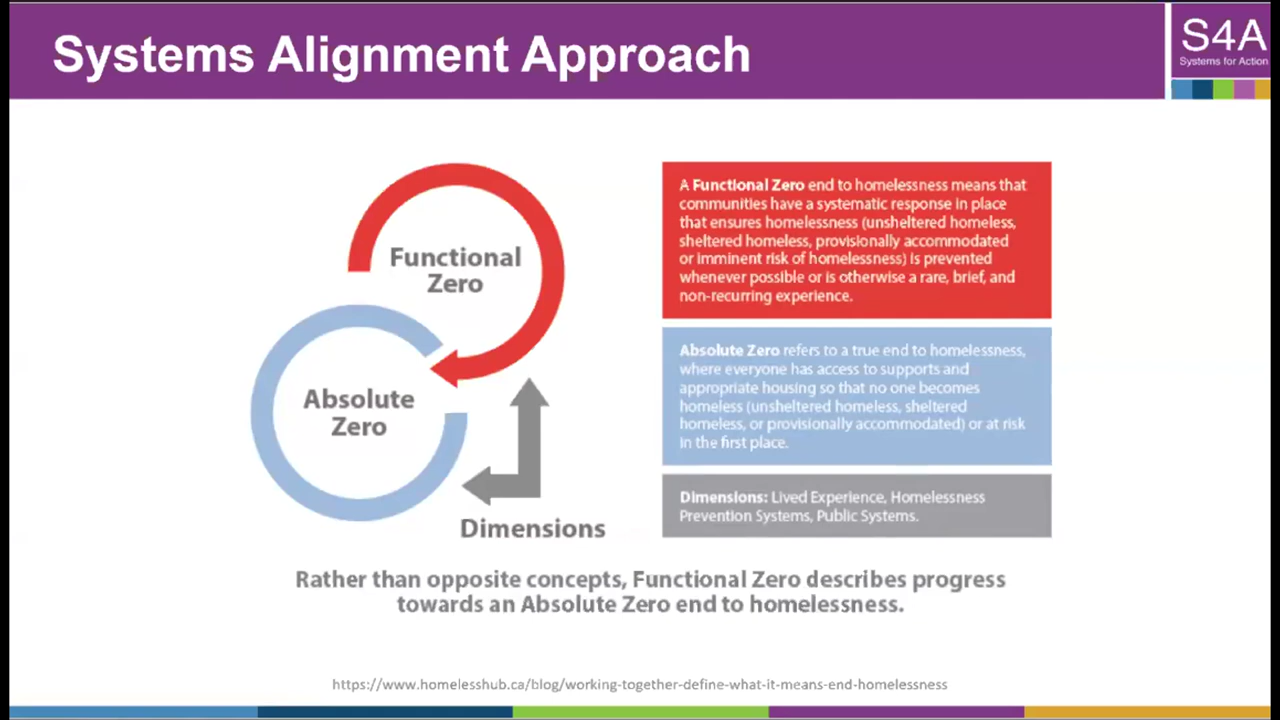 Systems Alignment Approach
S4A
Systems for Action
Functional
Zero
Absolute
Zero
Dimensions
A Functional Zero end to homelessness means that
communities have a systematic response in place
that ensures homelessness (unsheltered homeless,
sheltered homeless, provisionally accommodated
or imminent risk of homelessness) is prevented
whenever possible or is otherwise a rare, brief, and
non-recurring experience.
Absolute Zero refers to a true end to homelessness,
where everyone has access to supports and
appropriate housing so that no one becomes
homeless (unsheltered homeless, sheltered
homeless, or provisionally accommodated) or at risk
in the first place.
Dimensions: Lived Experience, Homelessness
Prevention Systems, Public Systems.
Rather than opposite concepts, Functional Zero describes progress
towards an Absolute Zero end to homelessness.
https://www.homelesshub.ca/blog/working-together-define-what-it-means-end-homelessness